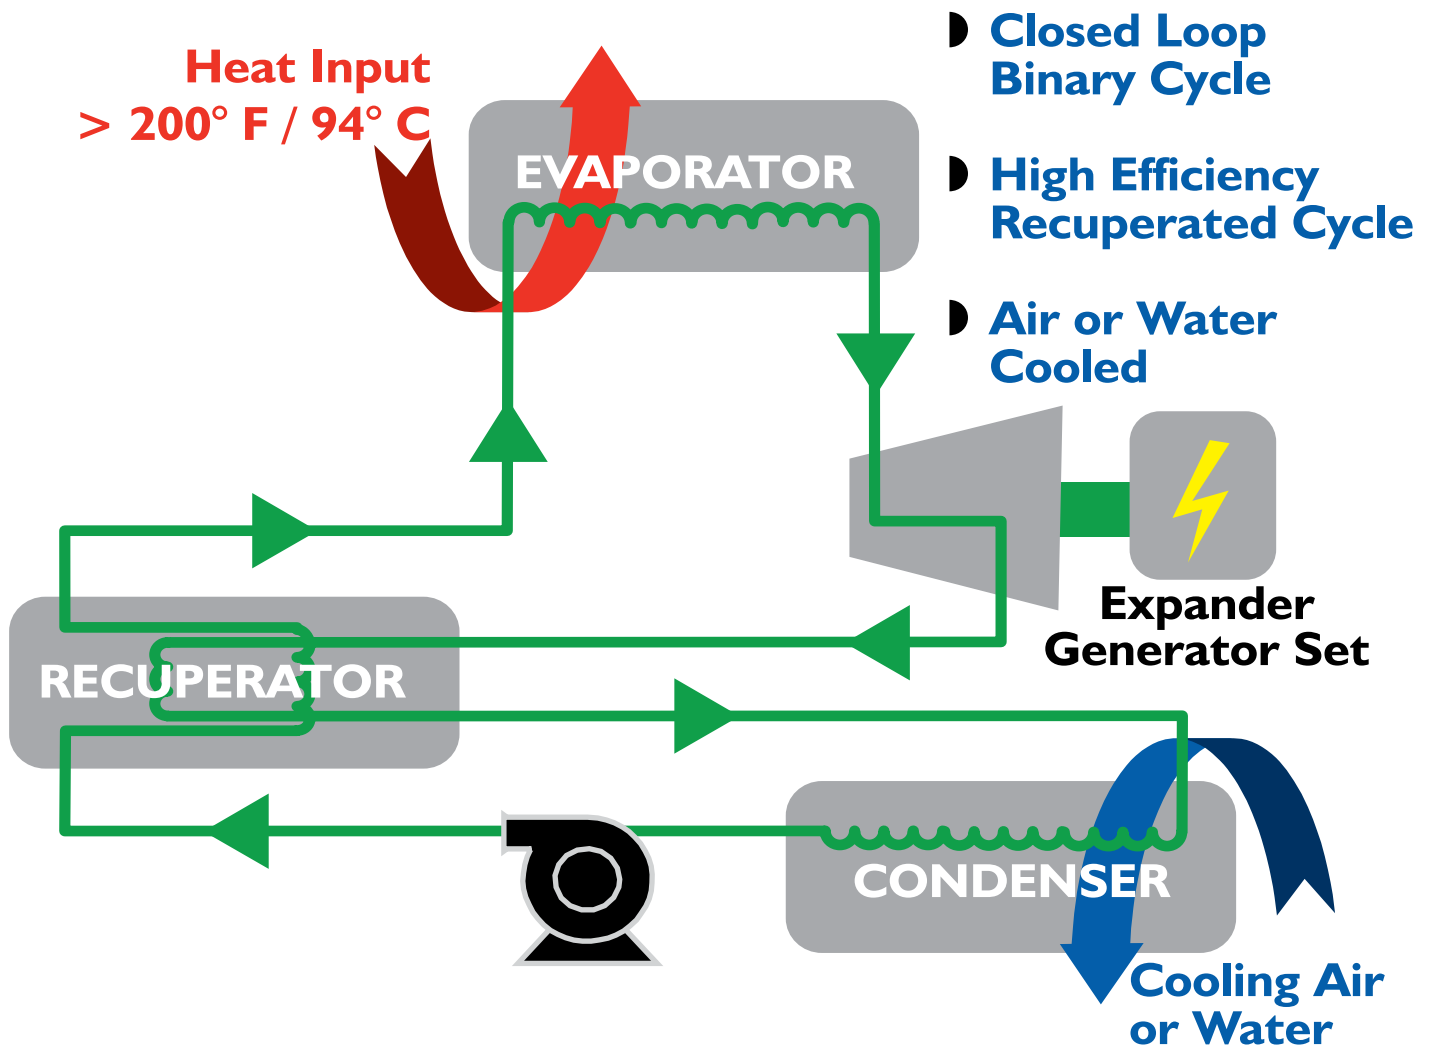 Heat Input
> 200° F / 94° C
EVAPORATOR
Closed Loop
Binary Cycle
High Efficiency
Recuperated Cycle
Air or Water
Cooled
Expander
Generator Set
RECUPERATOR
CONDENSER
Cooling Air
or Water